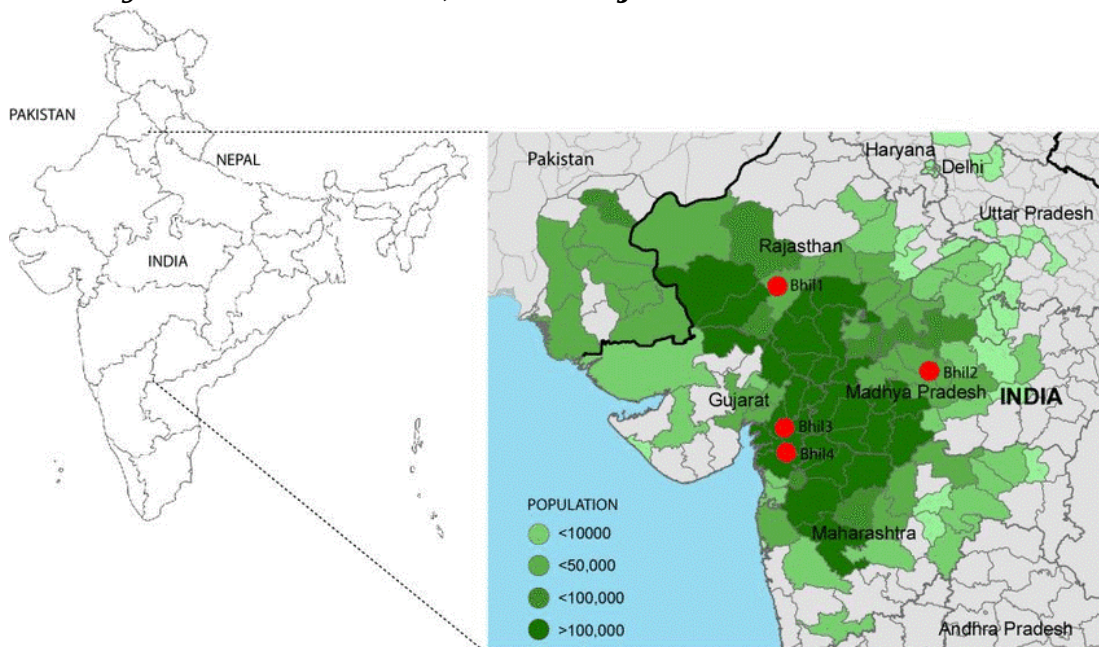 PAKISTAN
NEPAL
INDIA
Pakistan
Haryana
Delhi
Uttar Pradesh
Rajasthan
Bhil1
Bhil2
Madhya Pradesh
INDIA
Gujarat
Bhil3
Bhil4
POPULATION
<10000
<50,000
<100,000
>100,000
Maharashtra
Andhra Pradesh